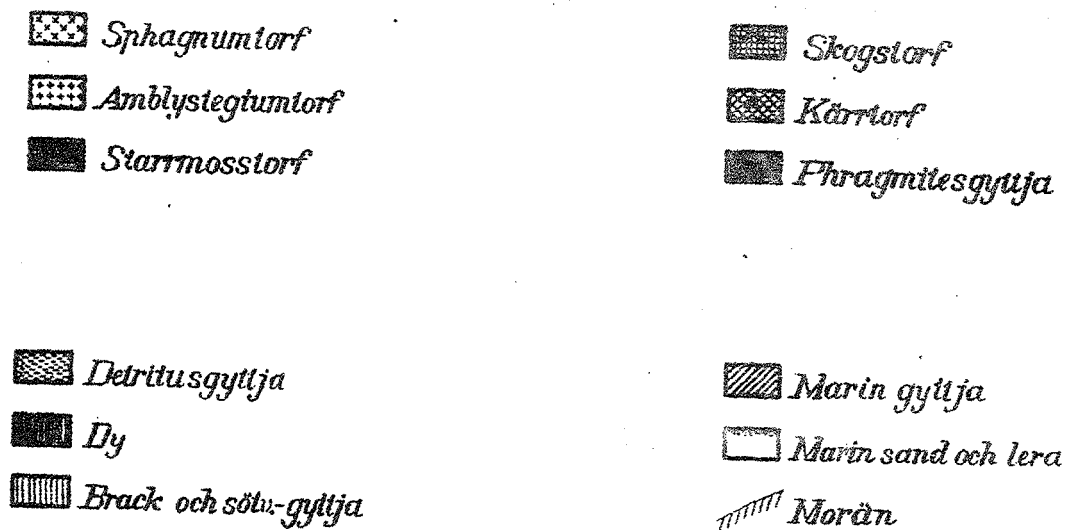 Sphagnumtorf
Amblystegiumtorf
Starrmosstorf
Skogstorf
Kärrtorf
Phragmitesgyttja
Detritusgyttja
Dy
Brack och sötv.-gyttja
Marin gyttja
Marin sand och lera
Morän